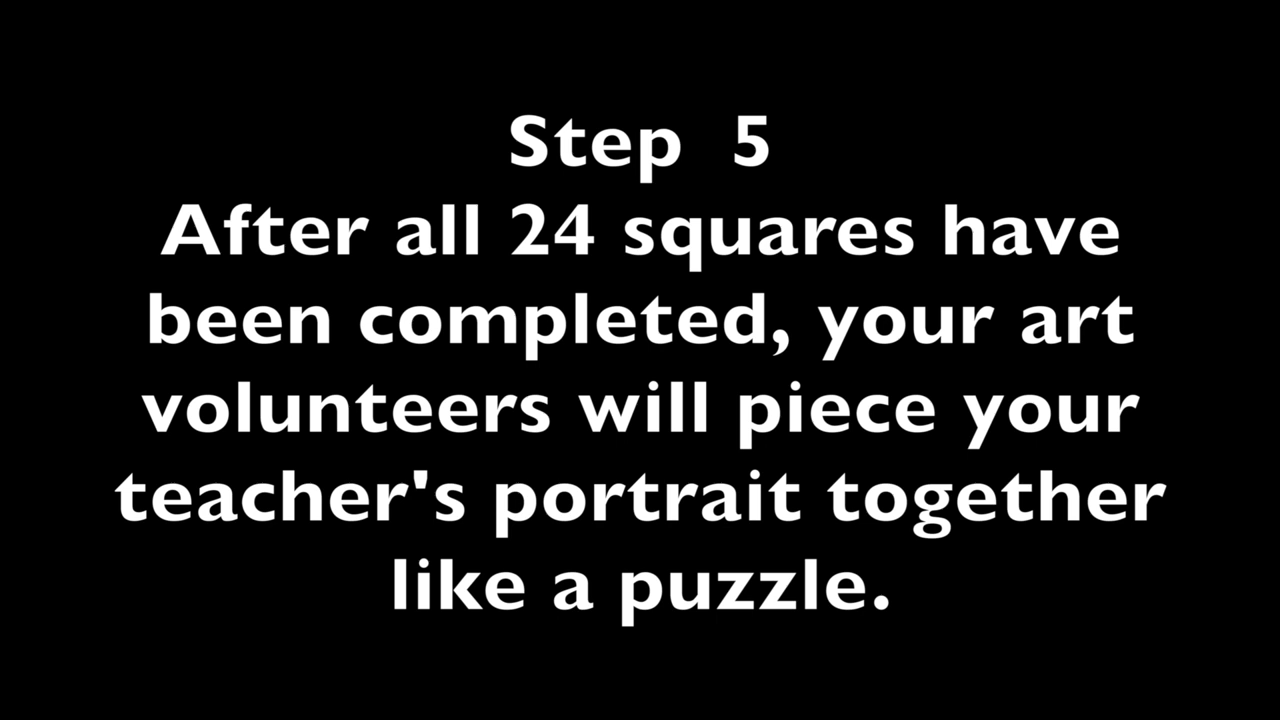 Step 5
After all 24 squares have
been completed, your art
volunteers will piece your
teacher's portrait together
like a puzzle.